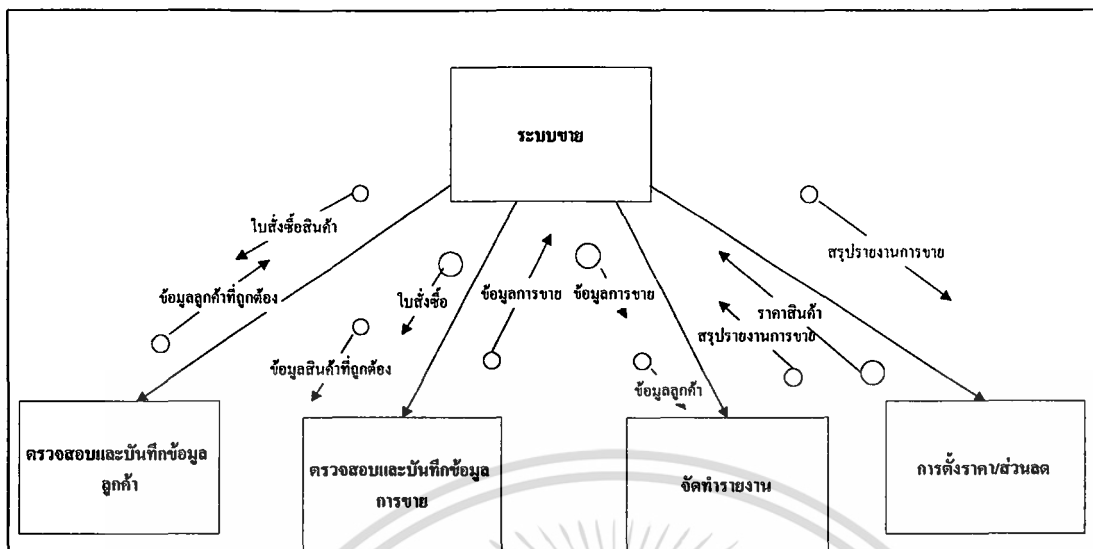 ระบบขาย
ใบสั่งซื้อสินค้า
ข้อมูลลูกค้าที่ถูกต้อง
ใบสั่งซื้อ
ข้อมูลสินค้าที่ถูกต้อง
ข้อมูลการขาย
ข้อมูลการขาย
ข้อมูลลูกค้า
ราคาสินค้า
สรุปรายงานการขาย
สรุปรายงานการขาย
ตรวจสอบและบันทึกข้อมูล
ลูกค้า
ตรวจสอบและบันทึกข้อมูล
การขาย
จัดทำรายงาน
การตั้งราคา/ส่วนลด